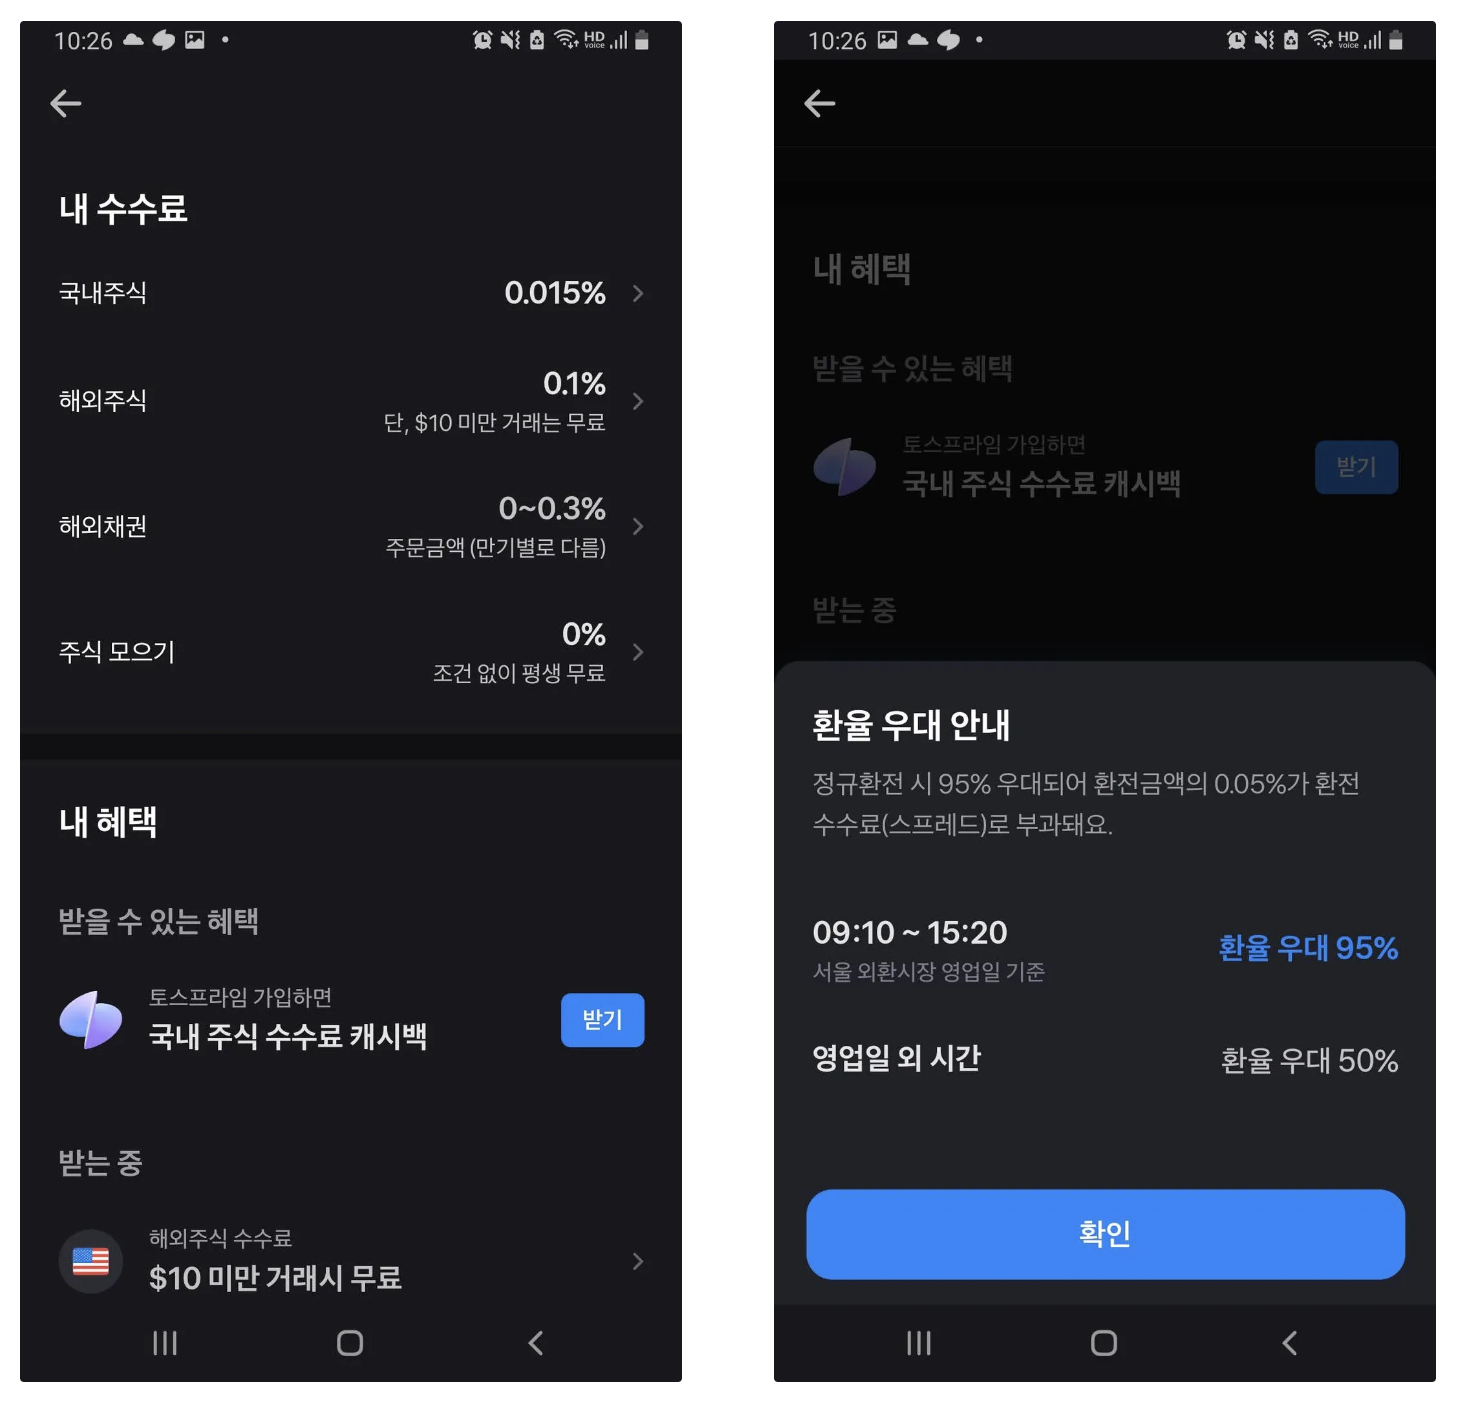 10:26
HD voice
내 수수료
국내주식
0.015%
해외주식
0.1%
단, $10 미만 거래는 무료
해외채권
0~0.3%
주문금액 (만기별로 다름)
주식 모으기
0%
조건 없이 평생 무료
내 혜택
받을 수 있는 혜택
토스프라임 가입하면
국내 주식 수수료 캐시백
받기
받는 중
해외주식 수수료
$10 미만 거래시 무료
10:26
HD voice
내 혜택
받을 수 있는 혜택
토스프라임 가입하면
국내 주식 수수료 캐시백
받기
받는 중
환율 우대 안내
정규환전 시 95% 우대되어 환전금액의 0.05%가 환전
수수료(스프레드)로 부과돼요.
09:10 ~ 15:20
서울 외환시장 영업일 기준
환율 우대 95%
영업일 외 시간
환율 우대 50%
확인